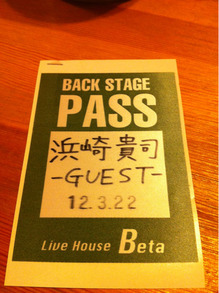 BACK STAGE
PASS
浜崎貴司
-GUEST-
12.3.22
Live House Beta